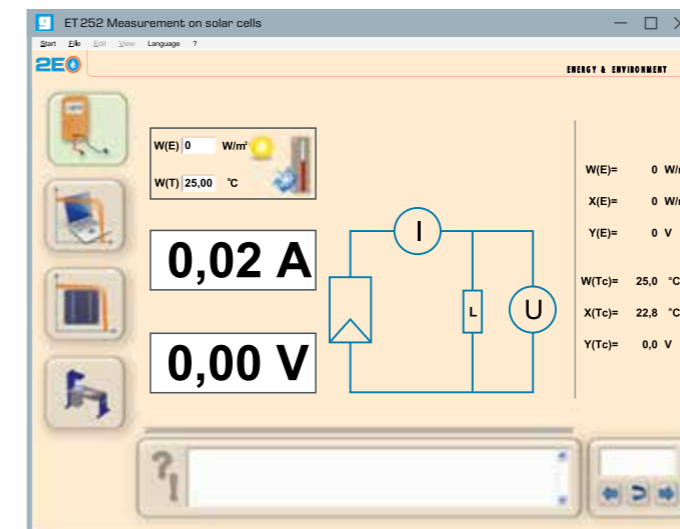 ET 252 Measurement on solar cells
Start File Edit View Language ?
2EO
ENERGY & ENVIRONMENT
W(E) 0 W/m²
W(T) 25,00 °C
0,02 A
0,00 V
I
L
U
W(E)= 0 W/
X(E)= 0 W/
Y(E)= 0 V
W(Tc)= 25,0 °C
X(Tc)= 22,8 °C
Y(Tc)= 0,0 V
?!